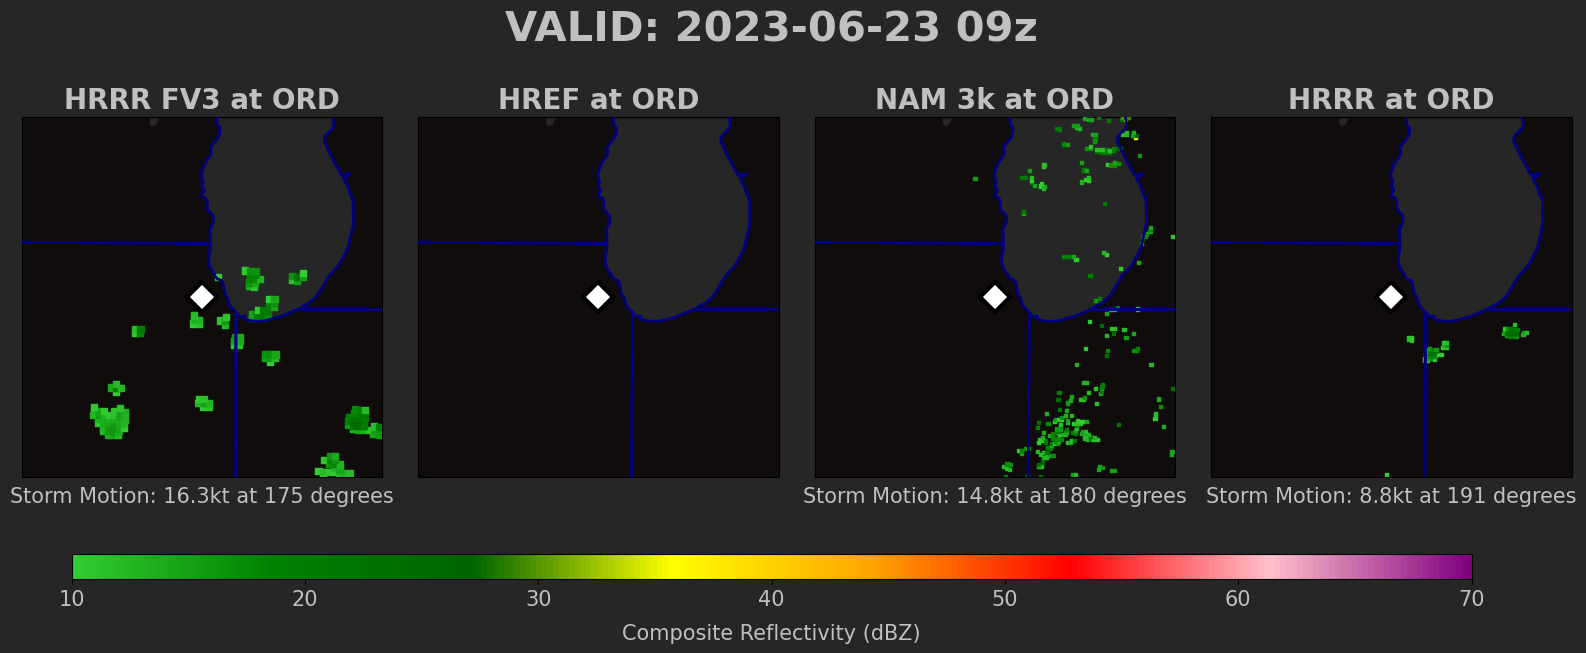 VALID: 2023-06-23 09z
HRRR FV3 at ORD
HREF at ORD
NAM 3k at ORD
HRRR at ORD
Storm Motion: 16.3kt at 175 degrees
Storm Motion: 14.8kt at 180 degrees
Storm Motion: 8.8kt at 191 degrees
10 20 30 40 50 60 70
Composite Reflectivity (dBZ)